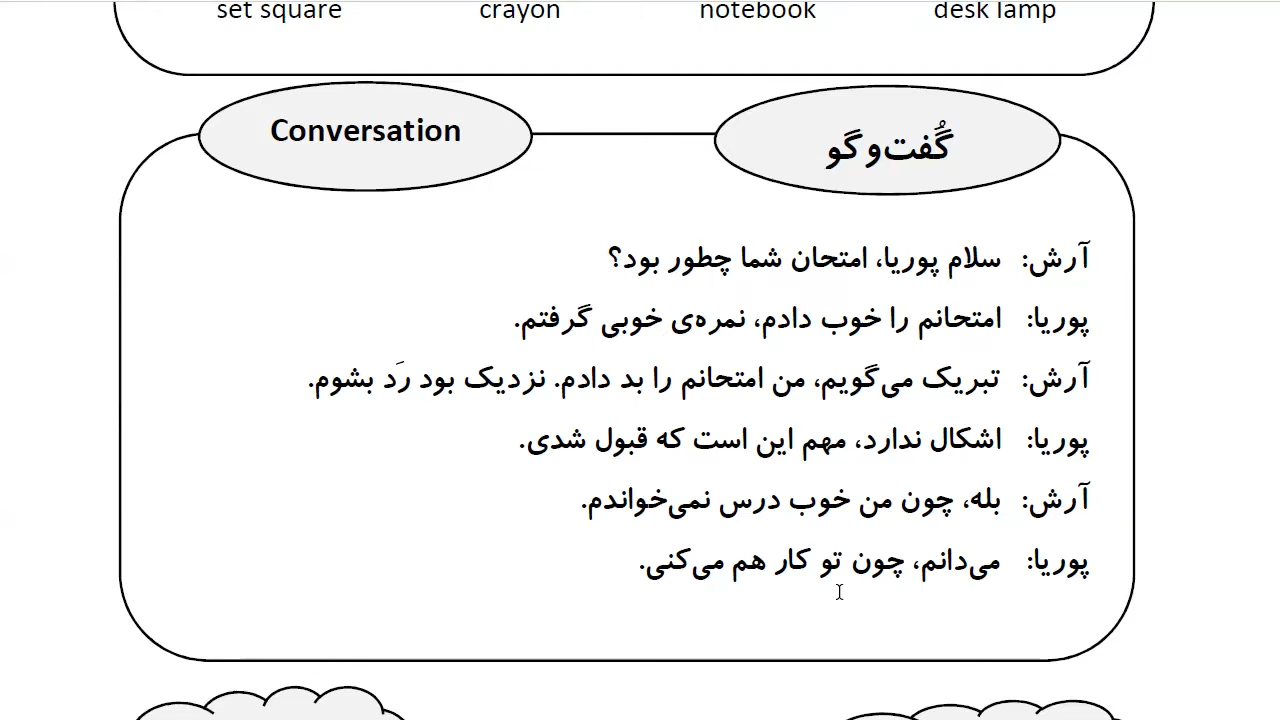 set square crayon notebook desk lamp
Conversation گُفت‌و‌گو
آرش: سلام پوریا، امتحان شما چطور بود؟
پوریا: امتحانم را خوب دادم، نمره‌ی خوبی گرفتم.
آرش: تبریک می‌گویم، من امتحانم را بد دادم. نزدیک بود رَد بشوم.
پوریا: اشکال ندارد، مهم این است که قبول شدی.
آرش: بله، چون من خوب درس نمی‌خواندم.
پوریا: می‌دانم، چون تو کار هم می‌کنی.